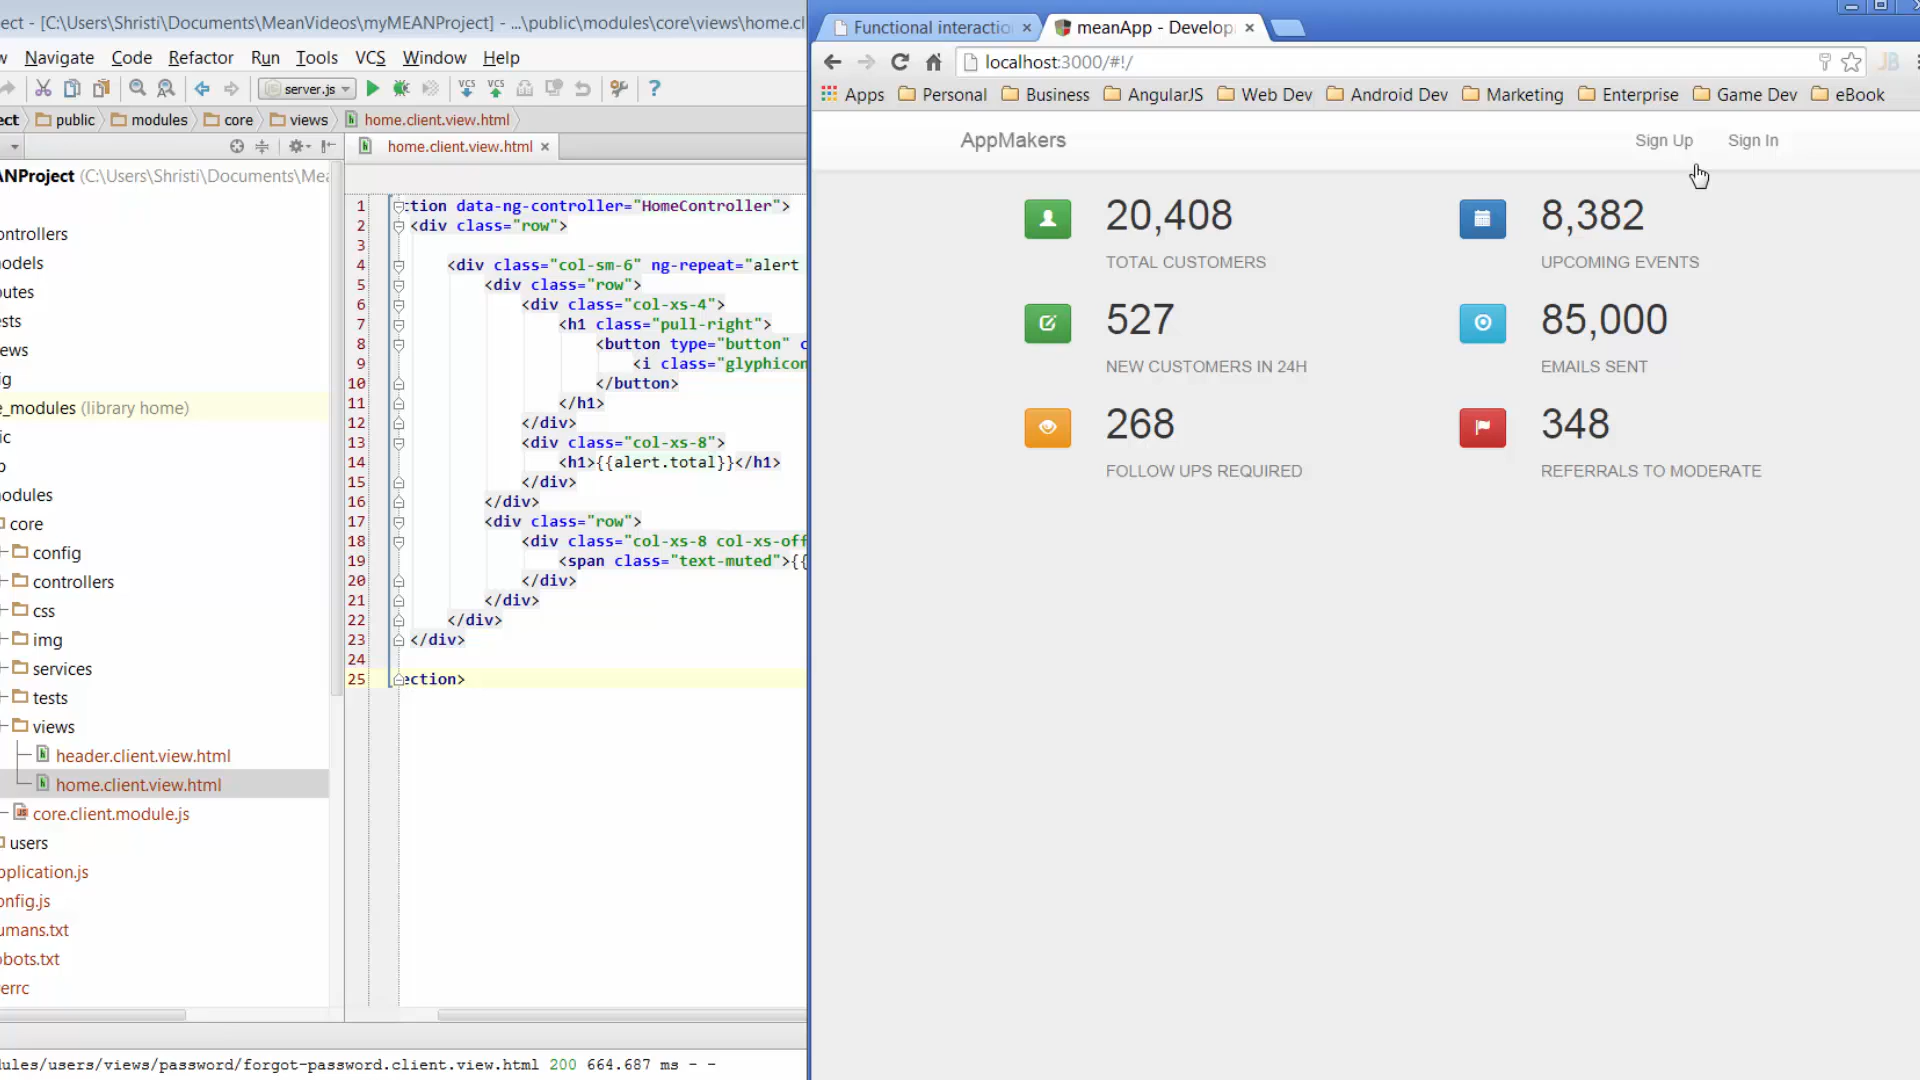 ect - [C:\Users\Shristi\Documents\MeanVideos\myMEANProject] - ...\public\modules\core\views\home.cl
w Navigate Code Refactor Run Tools VCS Window Help
server.js
VCS VCS ?
ect public modules core views home.client.view.html
home.client.view.html
ANProject (C:\Users\Shristi\Documents\Mea
ontrollers
odels
outes
sts
ews
ig
e_modules (library home)
ic
b
odules
core
config
controllers
css
img
services
tests
views
header.client.view.html
home.client.view.html
core.client.module.js
users
pplication.js
onfig.js
umans.txt
obots.txt
errc
1 ction data-ng-controller="HomeController">
2 <div class="row">
3
4 <div class="col-sm-6" ng-repeat="alert
5 <div class="row">
6 <div class="col-xs-4">
7 <h1 class="pull-right">
8 <button type="button" c
9 <i class="glyphicon
10 </button>
11 </h1>
12 </div>
13 <div class="col-xs-8">
14 <h1>{{alert.total}}</h1>
15 </div>
16 </div>
17 <div class="row">
18 <div class="col-xs-8 col-xs-off
19 <span class="text-muted">{{
20 </div>
21 </div>
22 </div>
23 </div>
24
25 ection>
dules/users/views/password/forgot-password.client.view.html 200 664.687 ms - -
Functional interactio
meanApp - Develop
localhost:3000/#!/
JB
Apps Personal Business AngularJS Web Dev Android Dev Marketing Enterprise Game Dev eBook
AppMakers Sign Up Sign In
20,408
TOTAL CUSTOMERS
8,382
UPCOMING EVENTS
527
NEW CUSTOMERS IN 24H
85,000
EMAILS SENT
268
FOLLOW UPS REQUIRED
348
REFERRALS TO MODERATE